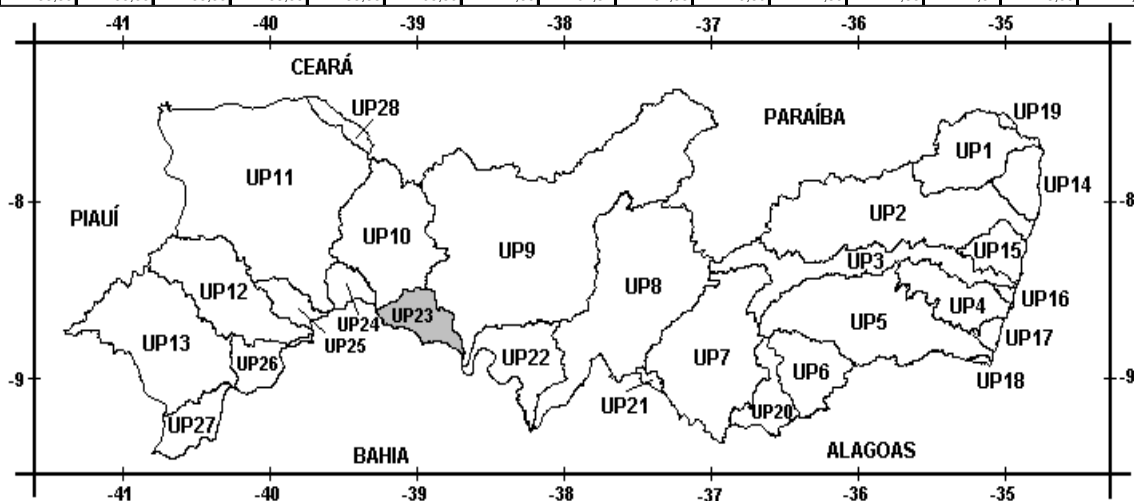 -41 -40 -39 -38 -37 -36 -35
CEARÁ
PARAÍBA
UP19
UP28
UP1
UP11
UP14
-8 -8
PIAUÍ
UP2
UP10
UP9
UP15
UP3
UP8
UP12
UP16
UP4
UP23
UP24
UP5
UP17
UP13
UP25
UP22
UP7
UP26
UP6
UP18
-9 -9
UP21
UP20
UP27
BAHIA
ALAGOAS
-41 -40 -39 -38 -37 -36 -35